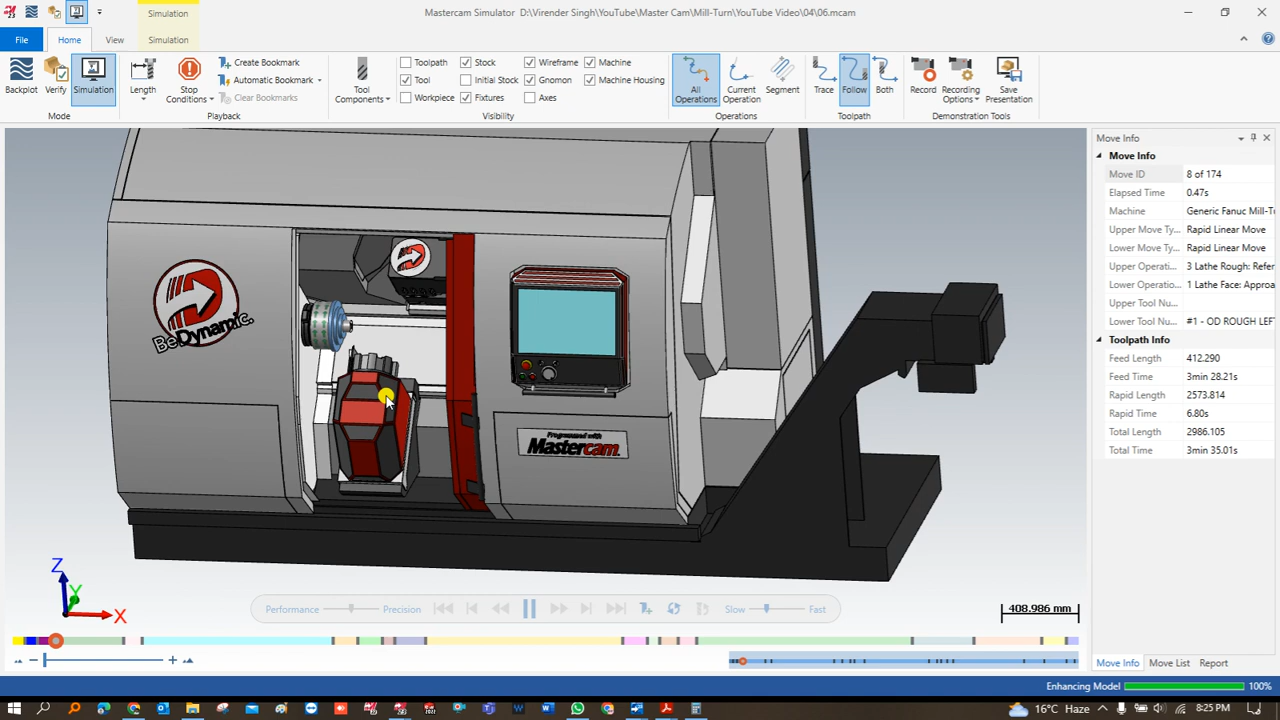 Simulation
Mastercam Simulator D:\Virender Singh\YouTube\Master Cam\Mill-Turn\YouTube Video\04\06.mcam
File
Home
View
Simulation
Backplot
Verify
Simulation
Mode
Length
Stop Conditions
Create Bookmark
Automatic Bookmark
Clear Bookmarks
Playback
Tool Components
Toolpath
Stock
Wireframe
Machine
Tool
Initial Stock
Gnomon
Machine Housing
Workpiece
Fixtures
Axes
Visibility
All Operations
Current Operation
Segment
Operations
Trace
Follow
Both
Toolpath
Record
Recording Options
Save Presentation
Demonstration Tools
BeDynamic.
Programmed with
Mastercam
Z
Y
X
Performance
Precision
Slow
Fast
408.986 mm
Move Info
Move Info
Move ID 8 of 174
Elapsed Time 0.47s
Machine Generic Fanuc Mill-T
Upper Move Ty... Rapid Linear Move
Lower Move Ty... Rapid Linear Move
Upper Operati... 3 Lathe Rough: Refer
Lower Operati... 1 Lathe Face: Approa
Upper Tool Nu...
Lower Tool Nu... #1 - OD ROUGH LEFT
Toolpath Info
Feed Length 412.290
Feed Time 3min 28.21s
Rapid Length 2573.814
Rapid Time 6.80s
Total Length 2986.105
Total Time 3min 35.01s
Move Info
Move List
Report
Enhancing Model
100%
16°C Haze
8:25 PM